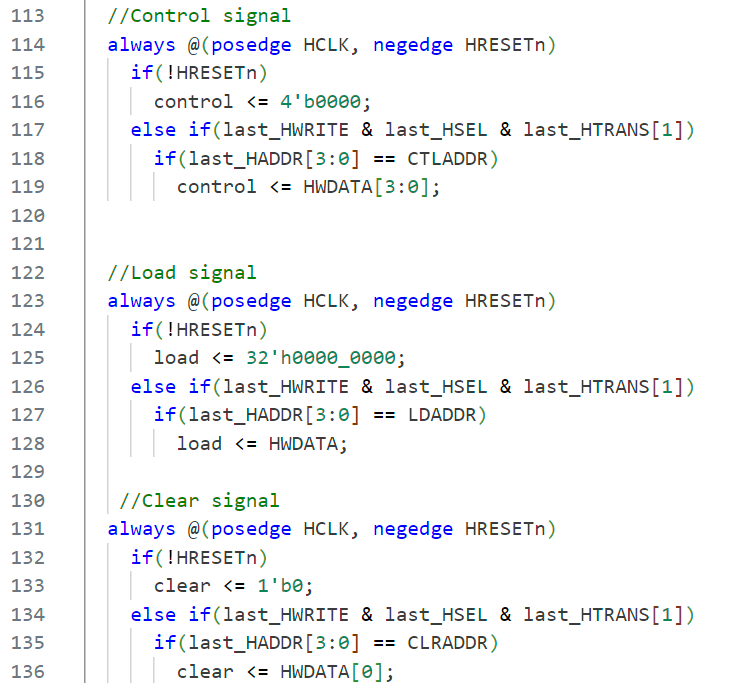 113 //Control signal
114 always @(posedge HCLK, negedge HRESETn)
115 if(!HRESETn)
116 control <= 4'b0000;
117 else if(last_HWRITE & last_HSEL & last_HTRANS[1])
118 if(last_HADDR[3:0] == CTLADDR)
119 control <= HWDATA[3:0];
120
121
122 //Load signal
123 always @(posedge HCLK, negedge HRESETn)
124 if(!HRESETn)
125 load <= 32'h0000_0000;
126 else if(last_HWRITE & last_HSEL & last_HTRANS[1])
127 if(last_HADDR[3:0] == LDADDR)
128 load <= HWDATA;
129
130 //Clear signal
131 always @(posedge HCLK, negedge HRESETn)
132 if(!HRESETn)
133 clear <= 1'b0;
134 else if(last_HWRITE & last_HSEL & last_HTRANS[1])
135 if(last_HADDR[3:0] == CLRADDR)
136 clear <= HWDATA[0];